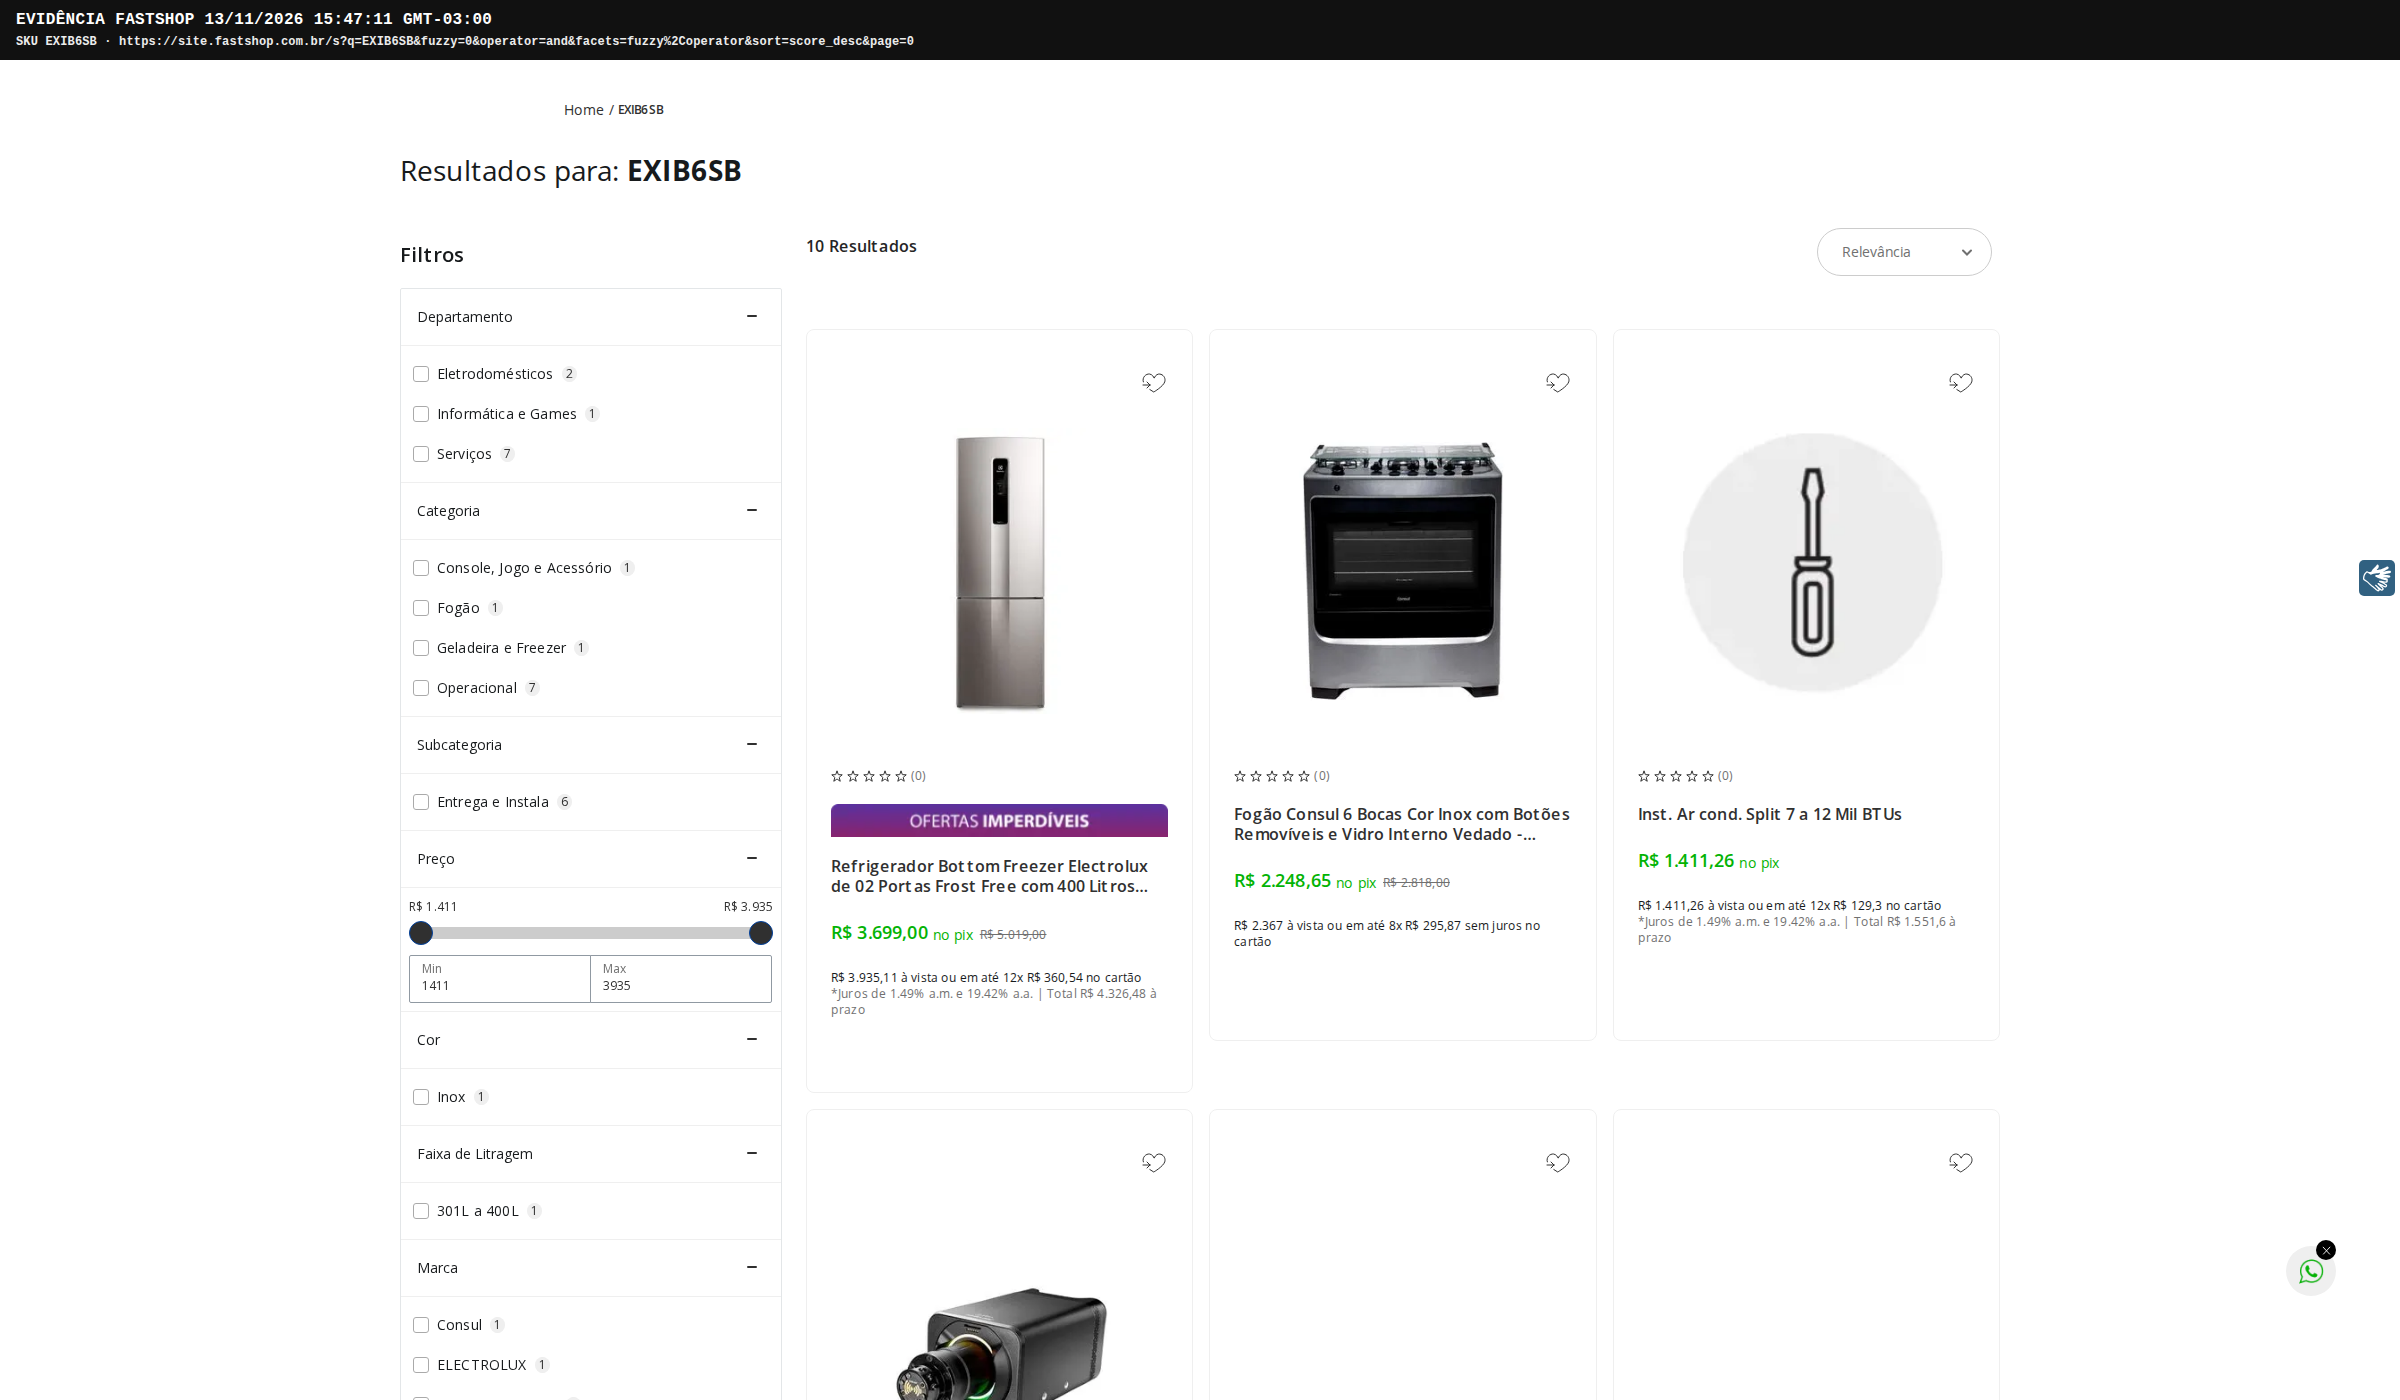 EVIDÊNCIA FASTSHOP 13/11/2026 15:47:11 GMT-03:00
SKU EXIB6SB · https://site.fastshop.com.br/s?q=EXIB6SB&fuzzy=0&operator=and&facets=fuzzy%2Coperator&sort=score_desc&page=0
Home / EXIB6SB
Resultados para: EXIB6SB
Filtros
10 Resultados
Relevância
Departamento
Eletrodomésticos 2
Informática e Games 1
Serviços 7
Categoria
Console, Jogo e Acessório 1
Fogão 1
Geladeira e Freezer 1
Operacional 7
Subcategoria
Entrega e Instala 6
Preço
R$ 1.411 R$ 3.935
Min Max
1411 3935
Cor
Inox 1
Faixa de Litragem
301L a 400L 1
Marca
Consul 1
ELECTROLUX 1
(0)
OFERTAS IMPERDÍVEIS
Refrigerador Bottom Freezer Electrolux
de 02 Portas Frost Free com 400 Litros...
R$ 3.699,00 no pix R$ 5.019,00
R$ 3.935,11 à vista ou em até 12x R$ 360,54 no cartão
*Juros de 1.49% a.m. e 19.42% a.a. | Total R$ 4.326,48 à
prazo
(0)
Fogão Consul 6 Bocas Cor Inox com Botões
Removíveis e Vidro Interno Vedado -...
R$ 2.248,65 no pix R$ 2.818,00
R$ 2.367 à vista ou em até 8x R$ 295,87 sem juros no
cartão
(0)
Inst. Ar cond. Split 7 a 12 Mil BTUs
R$ 1.411,26 no pix
R$ 1.411,26 à vista ou em até 12x R$ 129,3 no cartão
*Juros de 1.49% a.m. e 19.42% a.a. | Total R$ 1.551,6 à
prazo